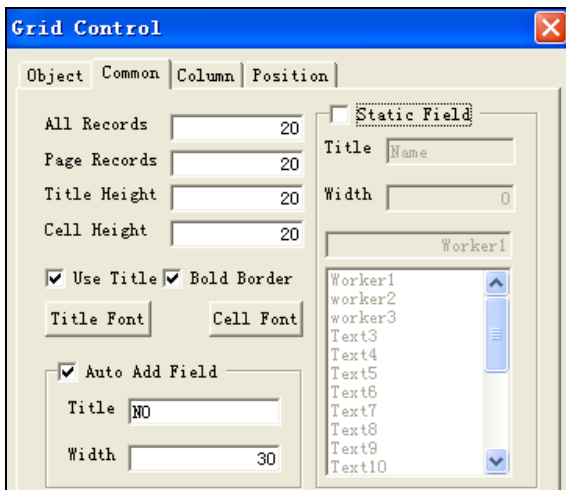 Grid Control
Object Common Column Position
All Records 20
Page Records 20
Title Height 20
Cell Height 20
Use Title Bold Border
Title Font Cell Font
Auto Add Field
Title NO
Width 30
Static Field
Title Name
Width 0
Worker1
Worker1
worker2
worker3
Text3
Text4
Text5
Text6
Text7
Text8
Text9
Text10